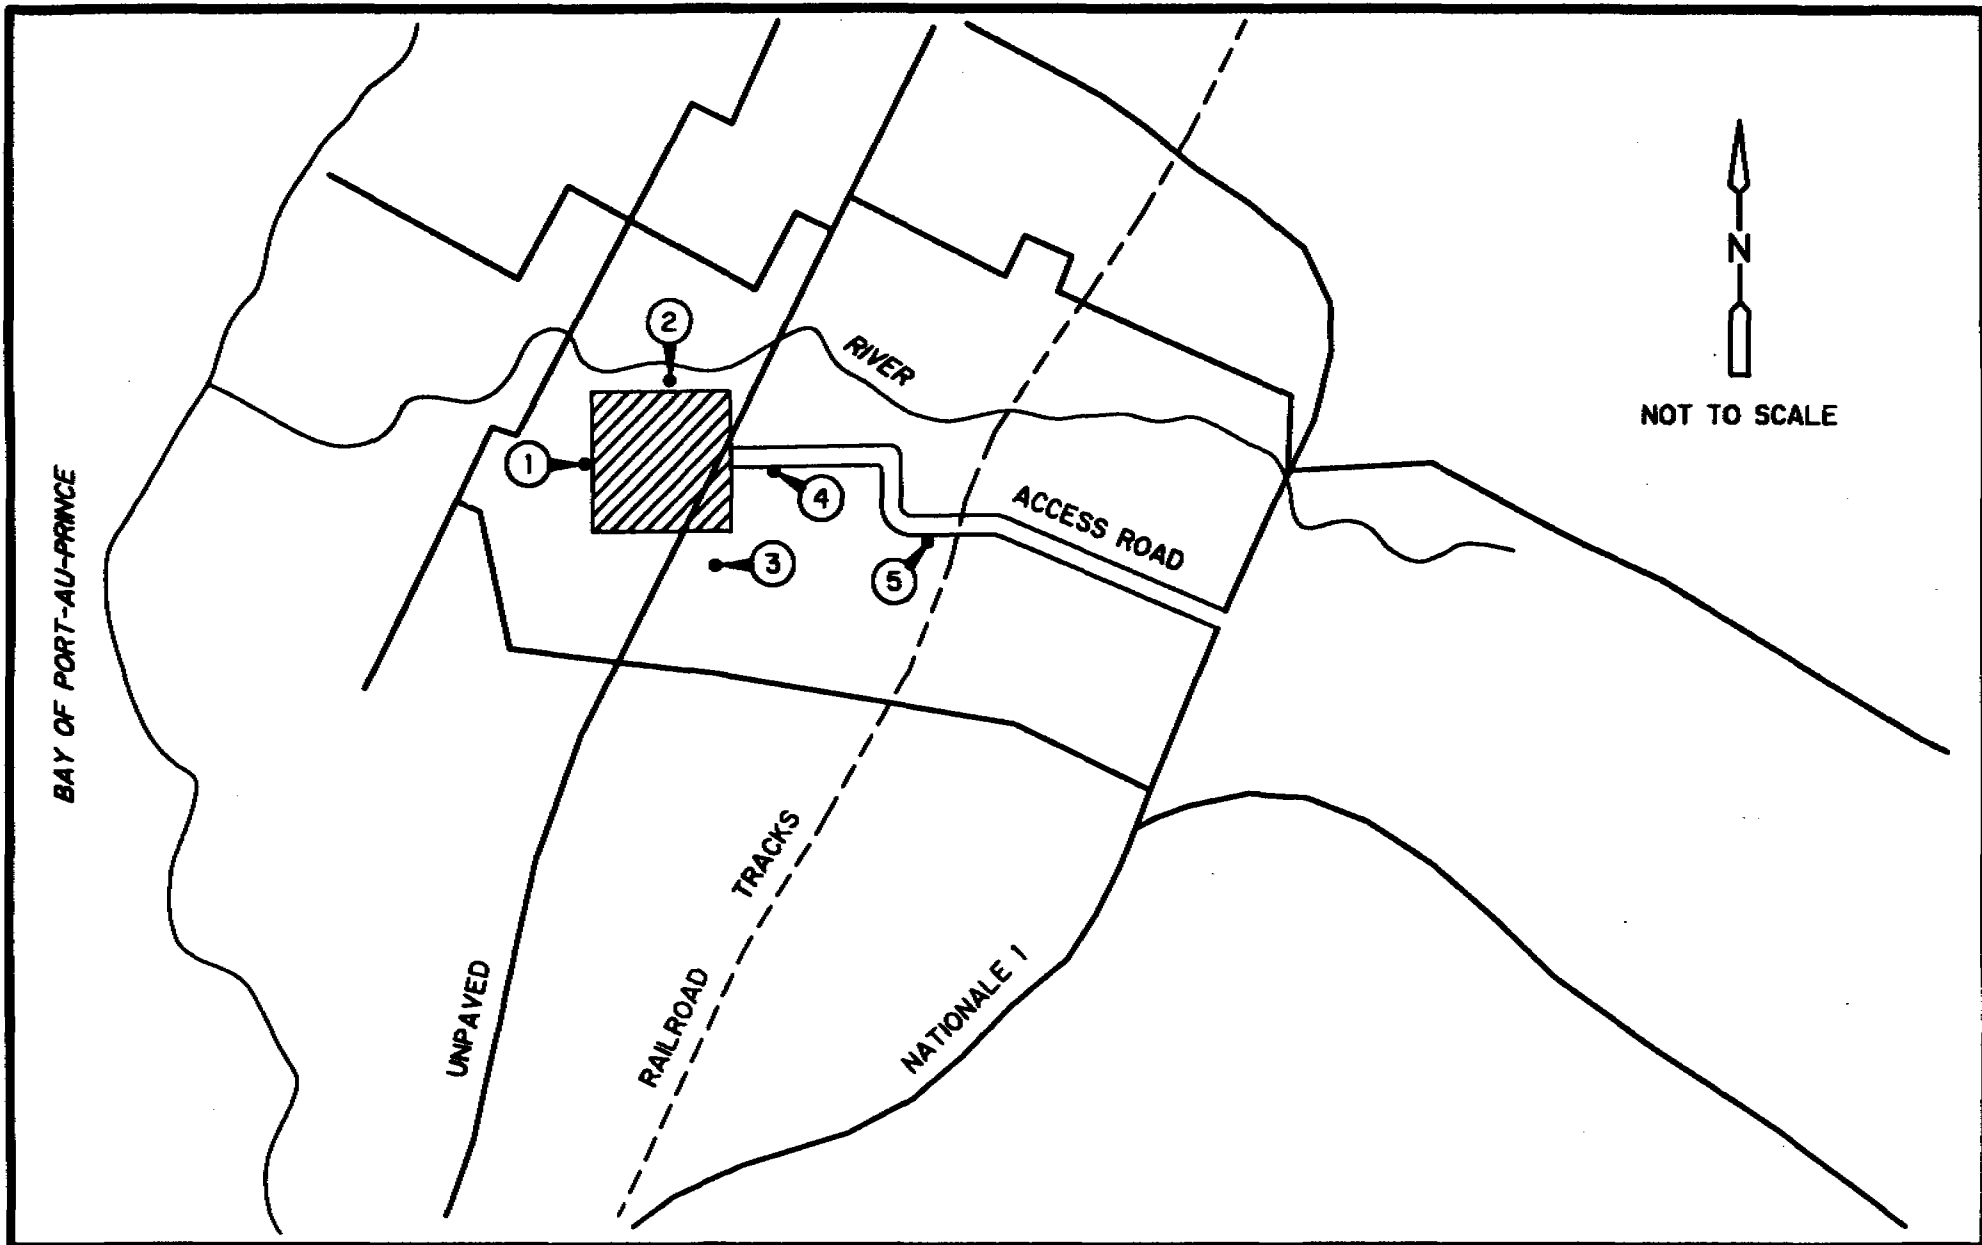 N
NOT TO SCALE
2
RIVER
1
4
ACCESS ROAD
3
5
BAY OF PORT-AU-PRINCE
TRACKS
UNPAVED
RAILROAD
NATIONALE 1